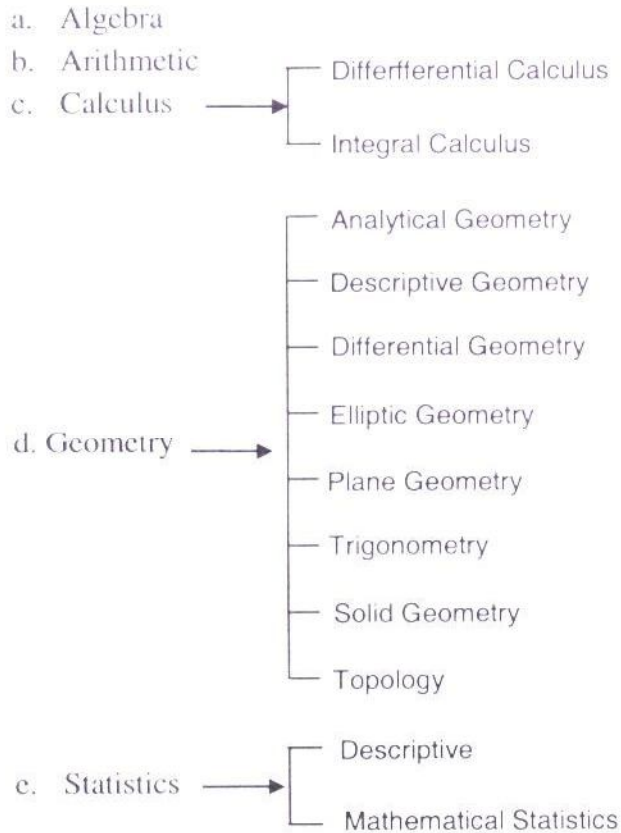 a. Algebra
b. Arithmetic
Differfferential Calculus
c. Calculus
Integral Calculus
Analytical Geometry
Descriptive Geometry
Differential Geometry
Elliptic Geometry
d. Geometry
Plane Geometry
Trigonometry
Solid Geometry
Topology
Descriptive
e. Statistics
Mathematical Statistics